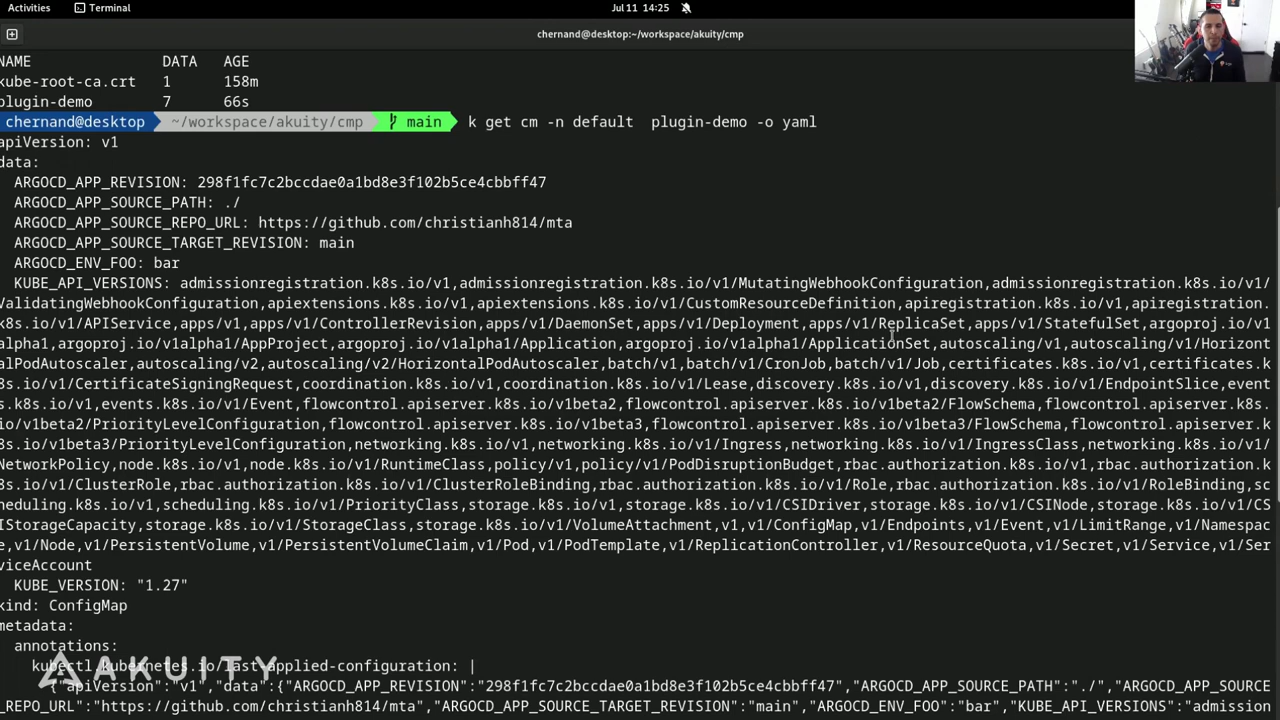 Activities
Terminal
Jul 11 14:25
chernand@desktop:~/workspace/akuity/cmp
NAME DATA AGE
kube-root-ca.crt 1 158m
plugin-demo 7 66s
chernand@desktop ~/workspace/akuity/cmp main k get cm -n default plugin-demo -o yaml
apiVersion: v1
data:
ARGOCD_APP_REVISION: 298f1fc7c2bccdae0a1bd8e3f102b5ce4cbbff47
ARGOCD_APP_SOURCE_PATH: ./
ARGOCD_APP_SOURCE_REPO_URL: https://github.com/christianh814/mta
ARGOCD_APP_SOURCE_TARGET_REVISION: main
ARGOCD_ENV_FOO: bar
KUBE_API_VERSIONS: admissionregistration.k8s.io/v1,admissionregistration.k8s.io/v1/MutatingWebhookConfiguration,admissionregistration.k8s.io/v1/
ValidatingWebhookConfiguration,apiextensions.k8s.io/v1,apiextensions.k8s.io/v1/CustomResourceDefinition,apiregistration.k8s.io/v1,apiregistration.
k8s.io/v1/APIService,apps/v1,apps/v1/ControllerRevision,apps/v1/DaemonSet,apps/v1/Deployment,apps/v1/ReplicaSet,apps/v1/StatefulSet,argoproj.io/v1
alpha1,argoproj.io/v1alpha1/AppProject,argoproj.io/v1alpha1/Application,argoproj.io/v1alpha1/ApplicationSet,autoscaling/v1,autoscaling/v1/Horizont
alPodAutoscaler,autoscaling/v2,autoscaling/v2/HorizontalPodAutoscaler,batch/v1,batch/v1/CronJob,batch/v1/Job,certificates.k8s.io/v1,certificates.k
8s.io/v1/CertificateSigningRequest,coordination.k8s.io/v1,coordination.k8s.io/v1/Lease,discovery.k8s.io/v1,discovery.k8s.io/v1/EndpointSlice,event
s.k8s.io/v1,events.k8s.io/v1/Event,flowcontrol.apiserver.k8s.io/v1beta2,flowcontrol.apiserver.k8s.io/v1beta2/FlowSchema,flowcontrol.apiserver.k8s.
io/v1beta2/PriorityLevelConfiguration,flowcontrol.apiserver.k8s.io/v1beta3,flowcontrol.apiserver.k8s.io/v1beta3/FlowSchema,flowcontrol.apiserver.k
8s.io/v1beta3/PriorityLevelConfiguration,networking.k8s.io/v1,networking.k8s.io/v1/Ingress,networking.k8s.io/v1/IngressClass,networking.k8s.io/v1/
NetworkPolicy,node.k8s.io/v1,node.k8s.io/v1/RuntimeClass,policy/v1,policy/v1/PodDisruptionBudget,rbac.authorization.k8s.io/v1,rbac.authorization.k
8s.io/v1/ClusterRole,rbac.authorization.k8s.io/v1/ClusterRoleBinding,rbac.authorization.k8s.io/v1/Role,rbac.authorization.k8s.io/v1/RoleBinding,sc
heduling.k8s.io/v1,scheduling.k8s.io/v1/PriorityClass,storage.k8s.io/v1,storage.k8s.io/v1/CSIDriver,storage.k8s.io/v1/CSINode,storage.k8s.io/v1/CS
IStorageCapacity,storage.k8s.io/v1/StorageClass,storage.k8s.io/v1/VolumeAttachment,v1,v1/ConfigMap,v1/Endpoints,v1/Event,v1/LimitRange,v1/Namespac
e,v1/Node,v1/PersistentVolume,v1/PersistentVolumeClaim,v1/Pod,v1/PodTemplate,v1/ReplicationController,v1/ResourceQuota,v1/Secret,v1/Service,v1/Ser
viceAccount
KUBE_VERSION: "1.27"
kind: ConfigMap
metadata:
annotations:
kubectl.kubernetes.io/last-applied-configuration: |
AKUITY
{"apiVersion":"v1","data":{"ARGOCD_APP_REVISION":"298f1fc7c2bccdae0a1bd8e3f102b5ce4cbbff47","ARGOCD_APP_SOURCE_PATH":"./","ARGOCD_APP_SOURCE
_REPO_URL":"https://github.com/christianh814/mta","ARGOCD_APP_SOURCE_TARGET_REVISION":"main","ARGOCD_ENV_FOO":"bar","KUBE_API_VERSIONS":"admission